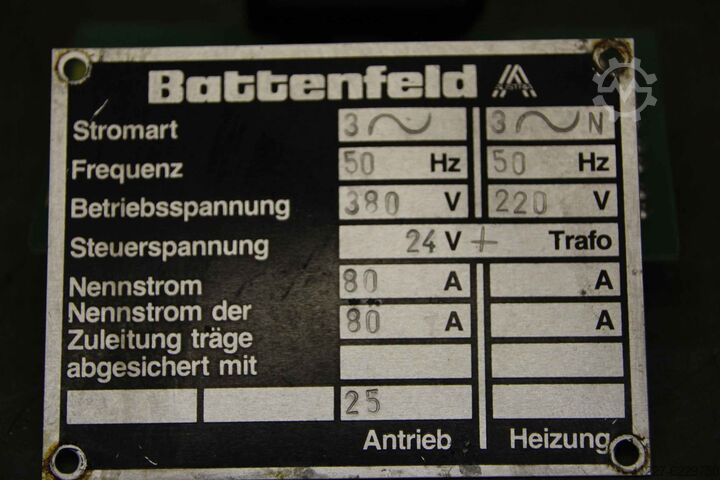 Battenfeld AUSTRIA
Stromart 3～ 3～N
Frequenz 50 Hz 50 Hz
Betriebsspannung 380 V 220 V
Steuerspannung 24 V + Trafo
Nennstrom 80 A A
Nennstrom der 80 A A
Zuleitung träge
abgesichert mit
25
Antrieb Heizung